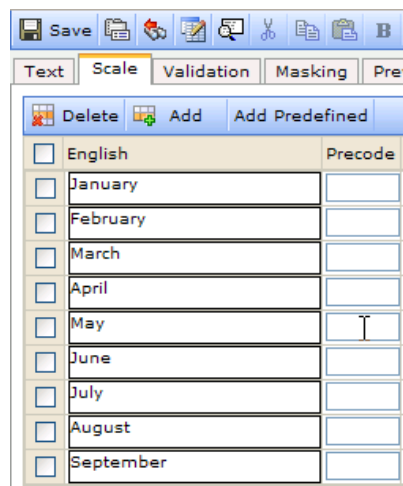 Save B
Text Scale Validation Masking Pre
Delete Add Add Predefined
English Precode
January
February
March
April
May
June
July
August
September